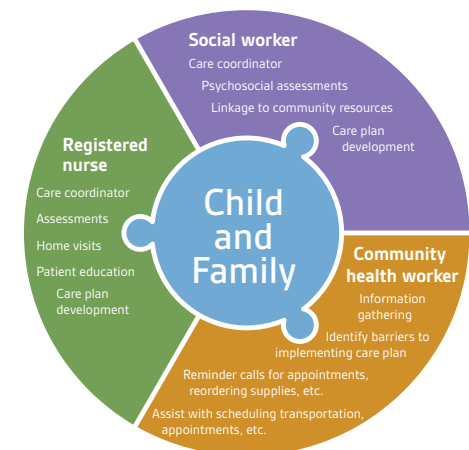 Social worker
Care coordinator
Psychosocial assessments
Linkage to community resources
Care plan
development
Registered
nurse
Care coordinator
Assessments
Home visits
Patient education
Care plan
development
Child
and
Family
Community
health worker
Information
gathering
Identify barriers to
implementing care plan
Reminder calls for appointments,
reordering supplies, etc.
Assist with scheduling transportation,
appointments, etc.